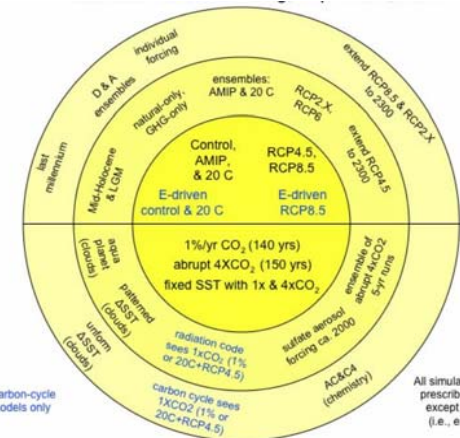 individual
forcing
D & A
ensembles
last
millennium
extend RCP8.5 & RCP2.X
to 2300
natural-only,
GHG-only
ensembles:
AMIP & 20 C
RCP2.X,
RCP6
Mid-Holocene
& LGM
extend RCP4.5
to 2300
Control,
AMIP,
& 20 C
RCP4.5,
RCP8.5
E-driven
control & 20 C
E-driven
RCP8.5
1%/yr CO2 (140 yrs)
abrupt 4XCO2 (150 yrs)
fixed SST with 1x & 4xCO2
aqua
planet
(clouds)
patterned
ΔSST
(clouds)
unform
ΔSST
(clouds)
radiation code
sees 1xCO2 (1%
or 20C+RCP4.5)
carbon cycle sees
1XCO2 (1% or
20C+RCP4.5)
ensemble of
abrupt 4xCO2
5-yr runs
sulfate aerosol
forcing ca. 2000
AC&C4
(chemistry)
arbon-cycle
odels only
All simula
prescrib
except
(i.e., e